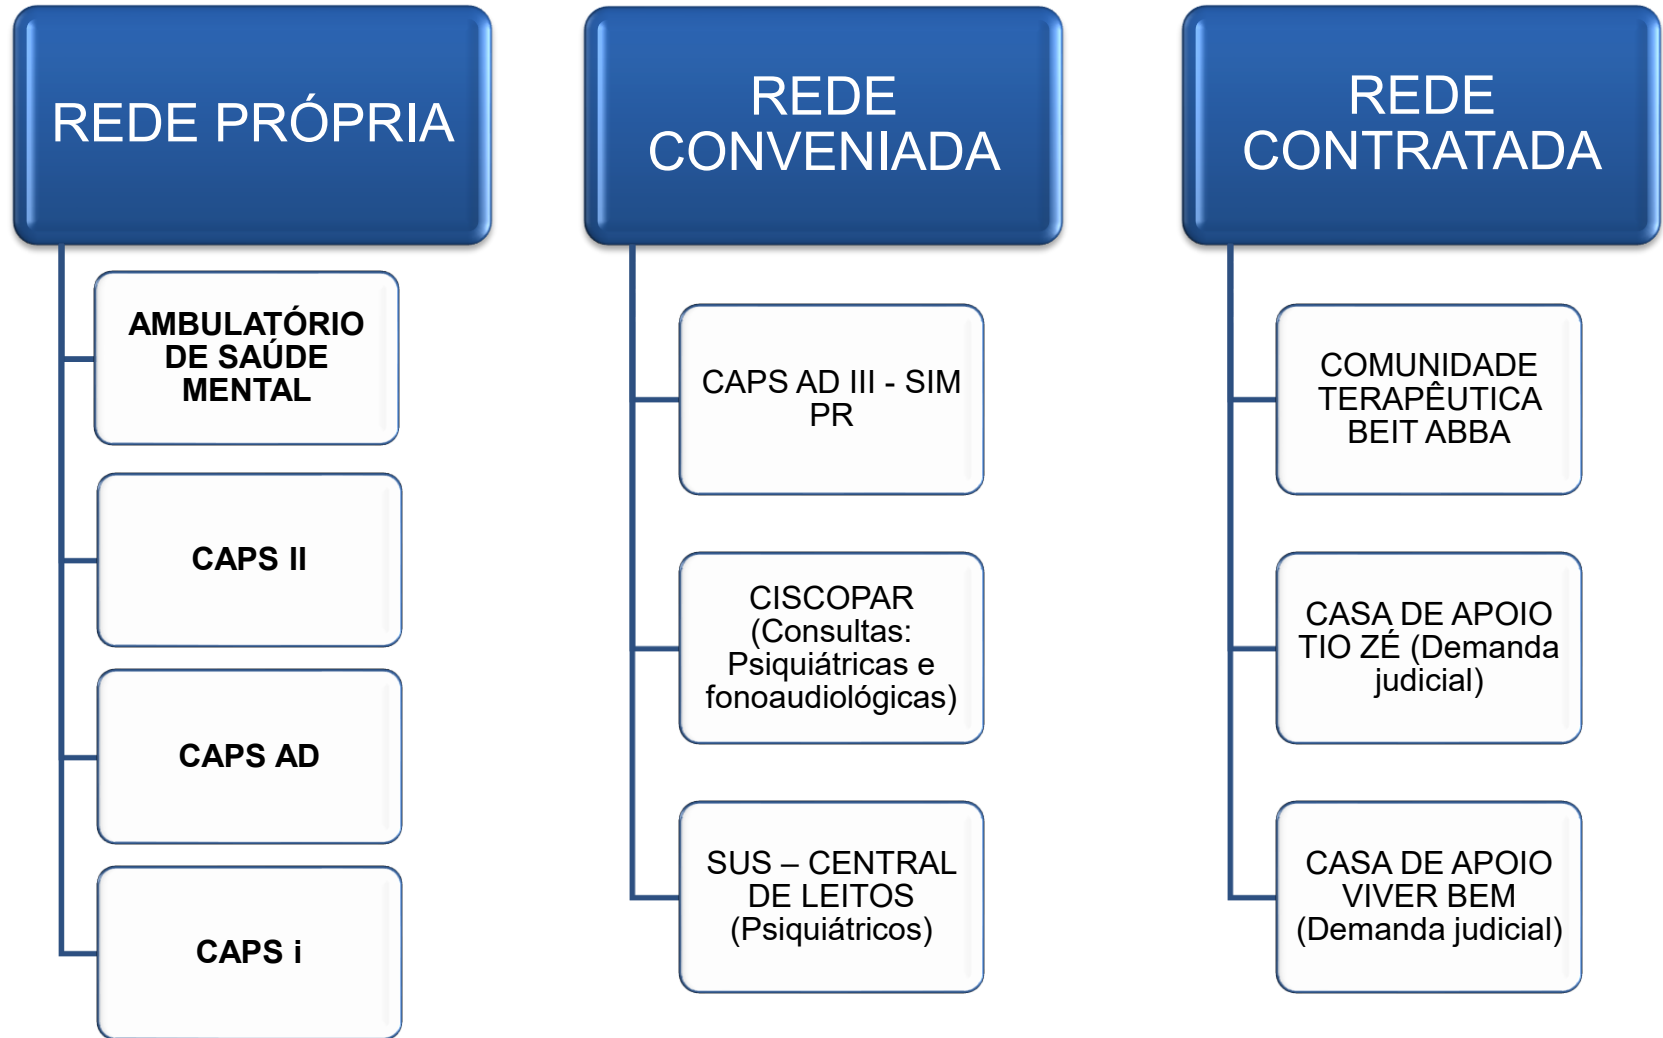 REDE PRÓPRIA
AMBULATÓRIO
DE SAÚDE
MENTAL
CAPS II
CAPS AD
CAPS i
REDE
CONVENIADA
CAPS AD III - SIM
PR
CISCOPAR
(Consultas:
Psiquiátricas e
fonoaudiológicas)
SUS – CENTRAL
DE LEITOS
(Psiquiátricos)
REDE
CONTRATADA
COMUNIDADE
TERAPÊUTICA
BEIT ABBA
CASA DE APOIO
TIO ZÉ (Demanda
judicial)
CASA DE APOIO
VIVER BEM
(Demanda judicial)